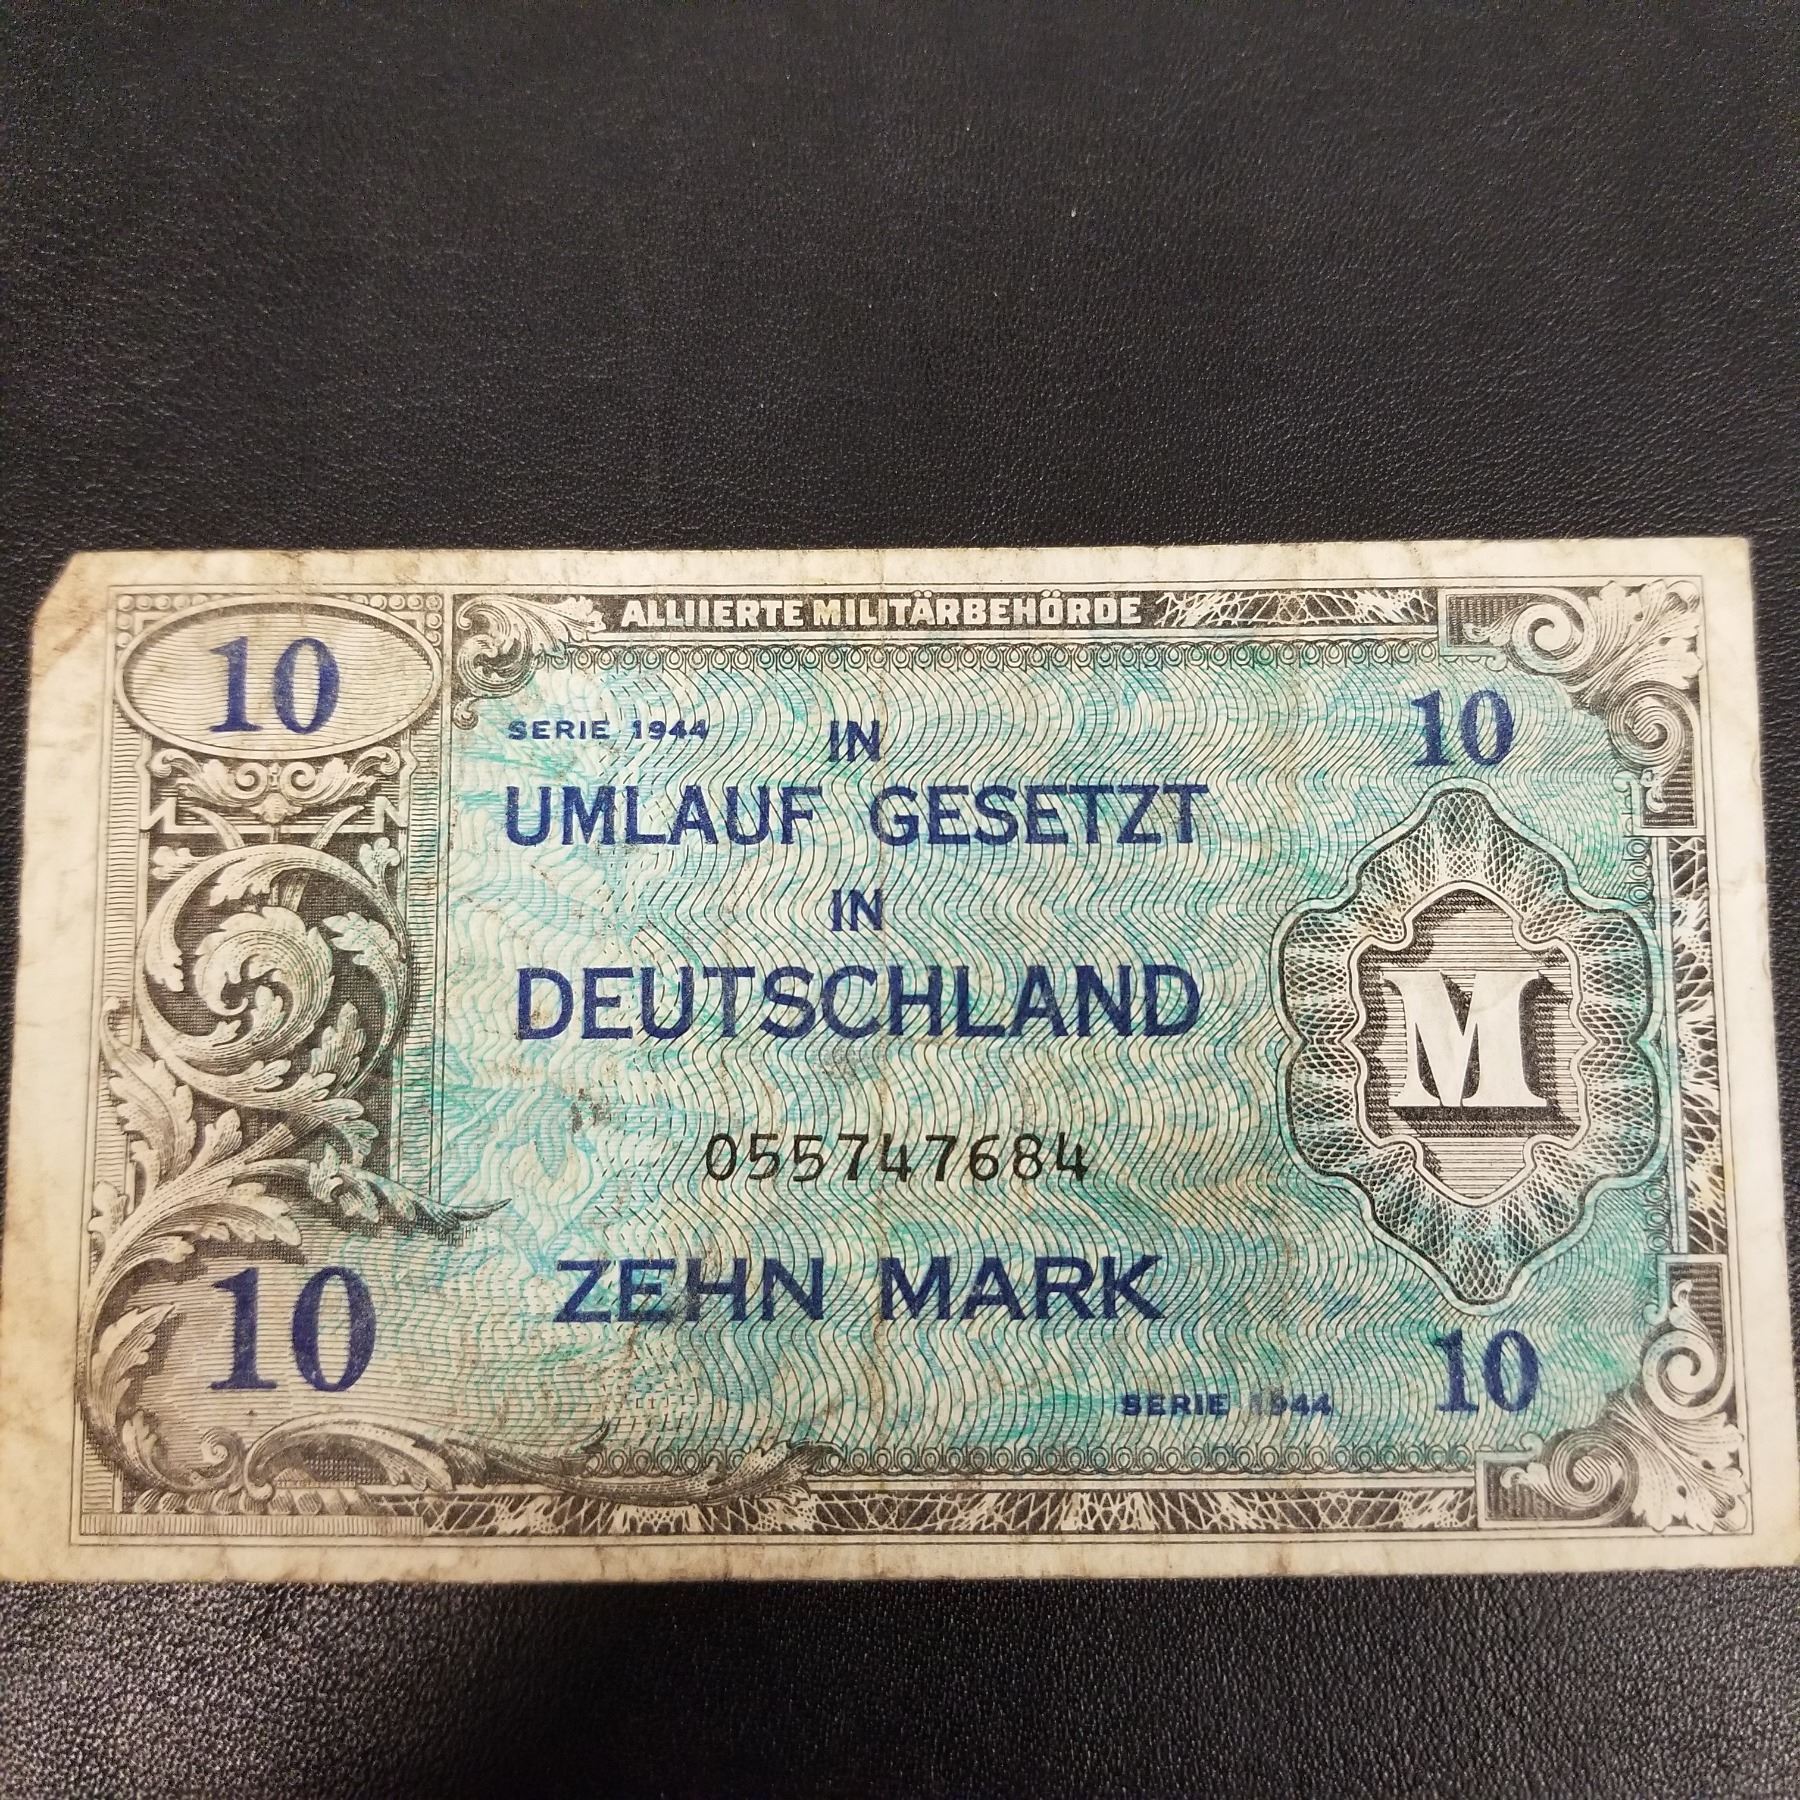 ALLIIERTE MILITÄRBEHÖRDE
10
10
SERIE 1944
IN
UMLAUF GESETZT
IN
DEUTSCHLAND
M
055747684
ZEHN MARK
10
10
SERIE 1944